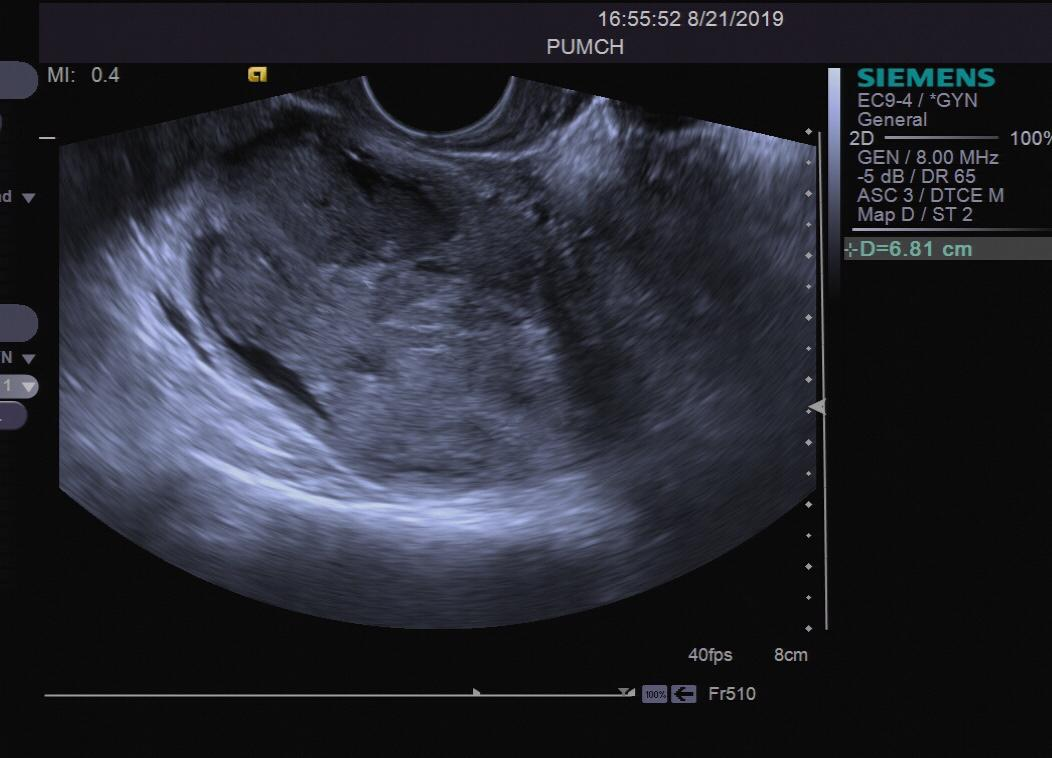 16:55:52 8/21/2019
PUMCH
MI: 0.4
SIEMENS
EC9-4 / *GYN
General
2D 100%
GEN / 8.00 MHz
-5 dB / DR 65
ASC 3 / DTCE M
Map D / ST 2
D=6.81 cm
nd
N
1
40fps 8cm
100% Fr510